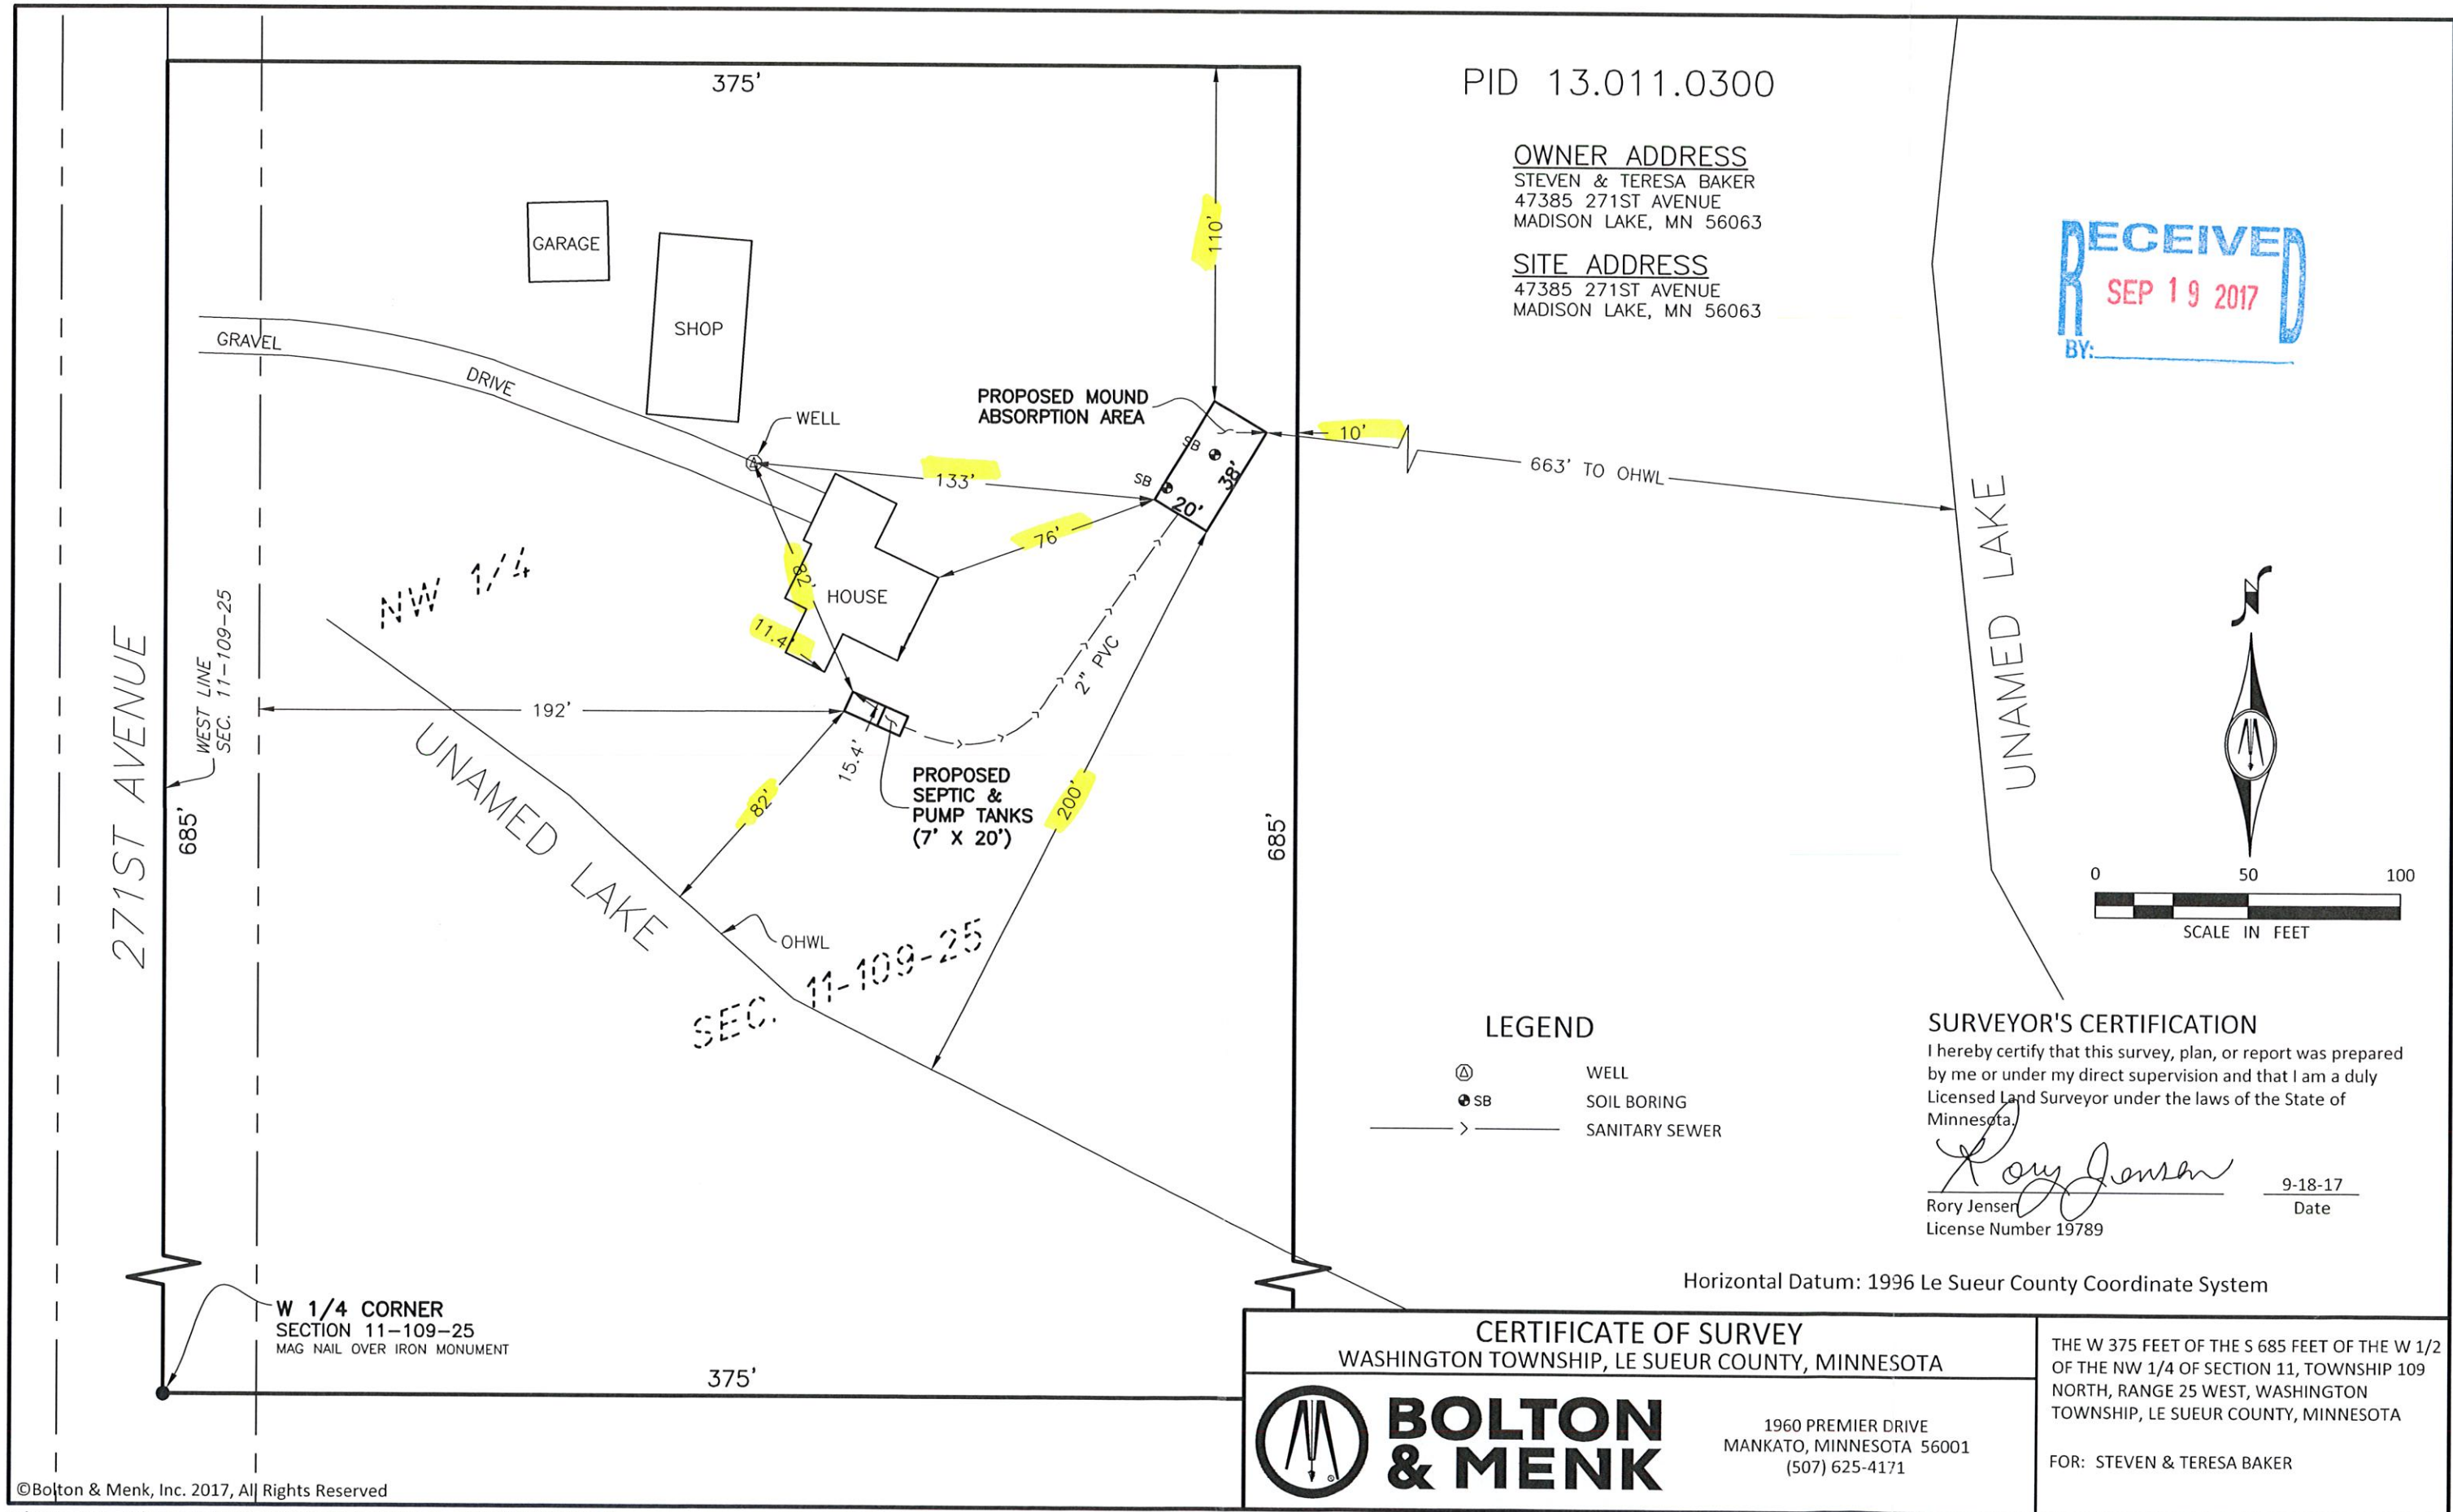 375'
PID 13.011.0300
OWNER ADDRESS
STEVEN & TERESA BAKER
47385 271ST AVENUE
MADISON LAKE, MN 56063
SITE ADDRESS
47385 271ST AVENUE
MADISON LAKE, MN 56063
RECEIVED
SEP 19 2017
BY:
110'
GARAGE
SHOP
GRAVEL
DRIVE
WELL
PROPOSED MOUND
ABSORPTION AREA
SB
SB
38'
20'
10'
663' TO OHWL
133'
76'
82'
HOUSE
11.4'
NW 1/4
271ST AVENUE
WEST LINE
SEC. 11-109-25
685'
192'
UNAMED LAKE
82'
15.4'
PROPOSED
SEPTIC &
PUMP TANKS
(7' X 20')
2" PVC
200'
685'
OHWL
SEC. 11-109-25
UNAMED LAKE
N
0 50 100
SCALE IN FEET
LEGEND
WELL
SB SOIL BORING
SANITARY SEWER
SURVEYOR'S CERTIFICATION
I hereby certify that this survey, plan, or report was prepared
by me or under my direct supervision and that I am a duly
Licensed Land Surveyor under the laws of the State of
Minnesota.
Rory Jensen
9-18-17
Rory Jensen
Date
License Number 19789
Horizontal Datum: 1996 Le Sueur County Coordinate System
W 1/4 CORNER
SECTION 11-109-25
MAG NAIL OVER IRON MONUMENT
375'
CERTIFICATE OF SURVEY
WASHINGTON TOWNSHIP, LE SUEUR COUNTY, MINNESOTA
BOLTON
& MENK
1960 PREMIER DRIVE
MANKATO, MINNESOTA 56001
(507) 625-4171
THE W 375 FEET OF THE S 685 FEET OF THE W 1/2
OF THE NW 1/4 OF SECTION 11, TOWNSHIP 109
NORTH, RANGE 25 WEST, WASHINGTON
TOWNSHIP, LE SUEUR COUNTY, MINNESOTA
FOR: STEVEN & TERESA BAKER
©Bolton & Menk, Inc. 2017, All Rights Reserved